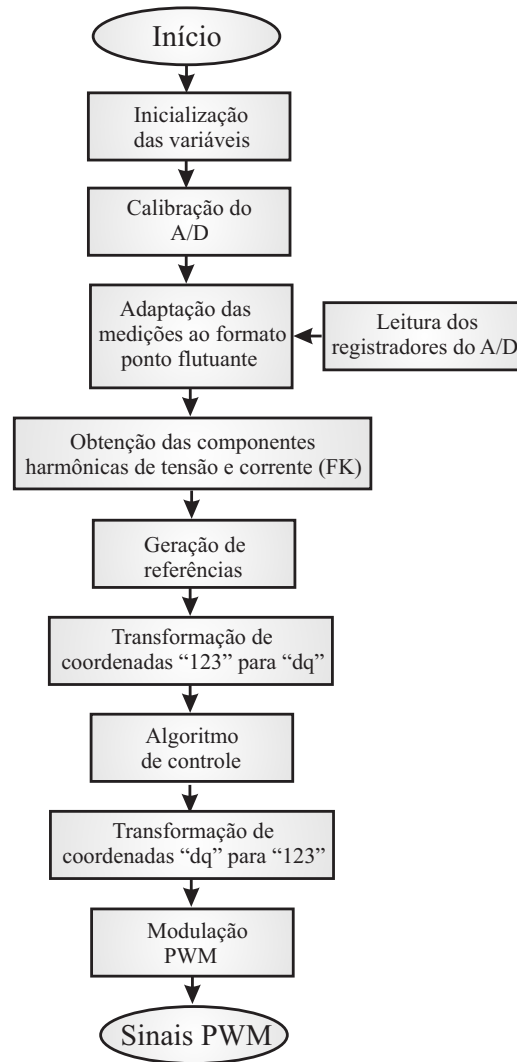 Início
Inicialização
das variáveis
Calibração do
A/D
Adaptação das
medições ao formato
ponto flutuante
Leitura dos
registradores do A/D
Obtenção das componentes
harmônicas de tensão e corrente (FK)
Geração de
referências
Transformação de
coordenadas “123” para “dq”
Algoritmo
de controle
Transformação de
coordenadas “dq” para “123”
Modulação
PWM
Sinais PWM